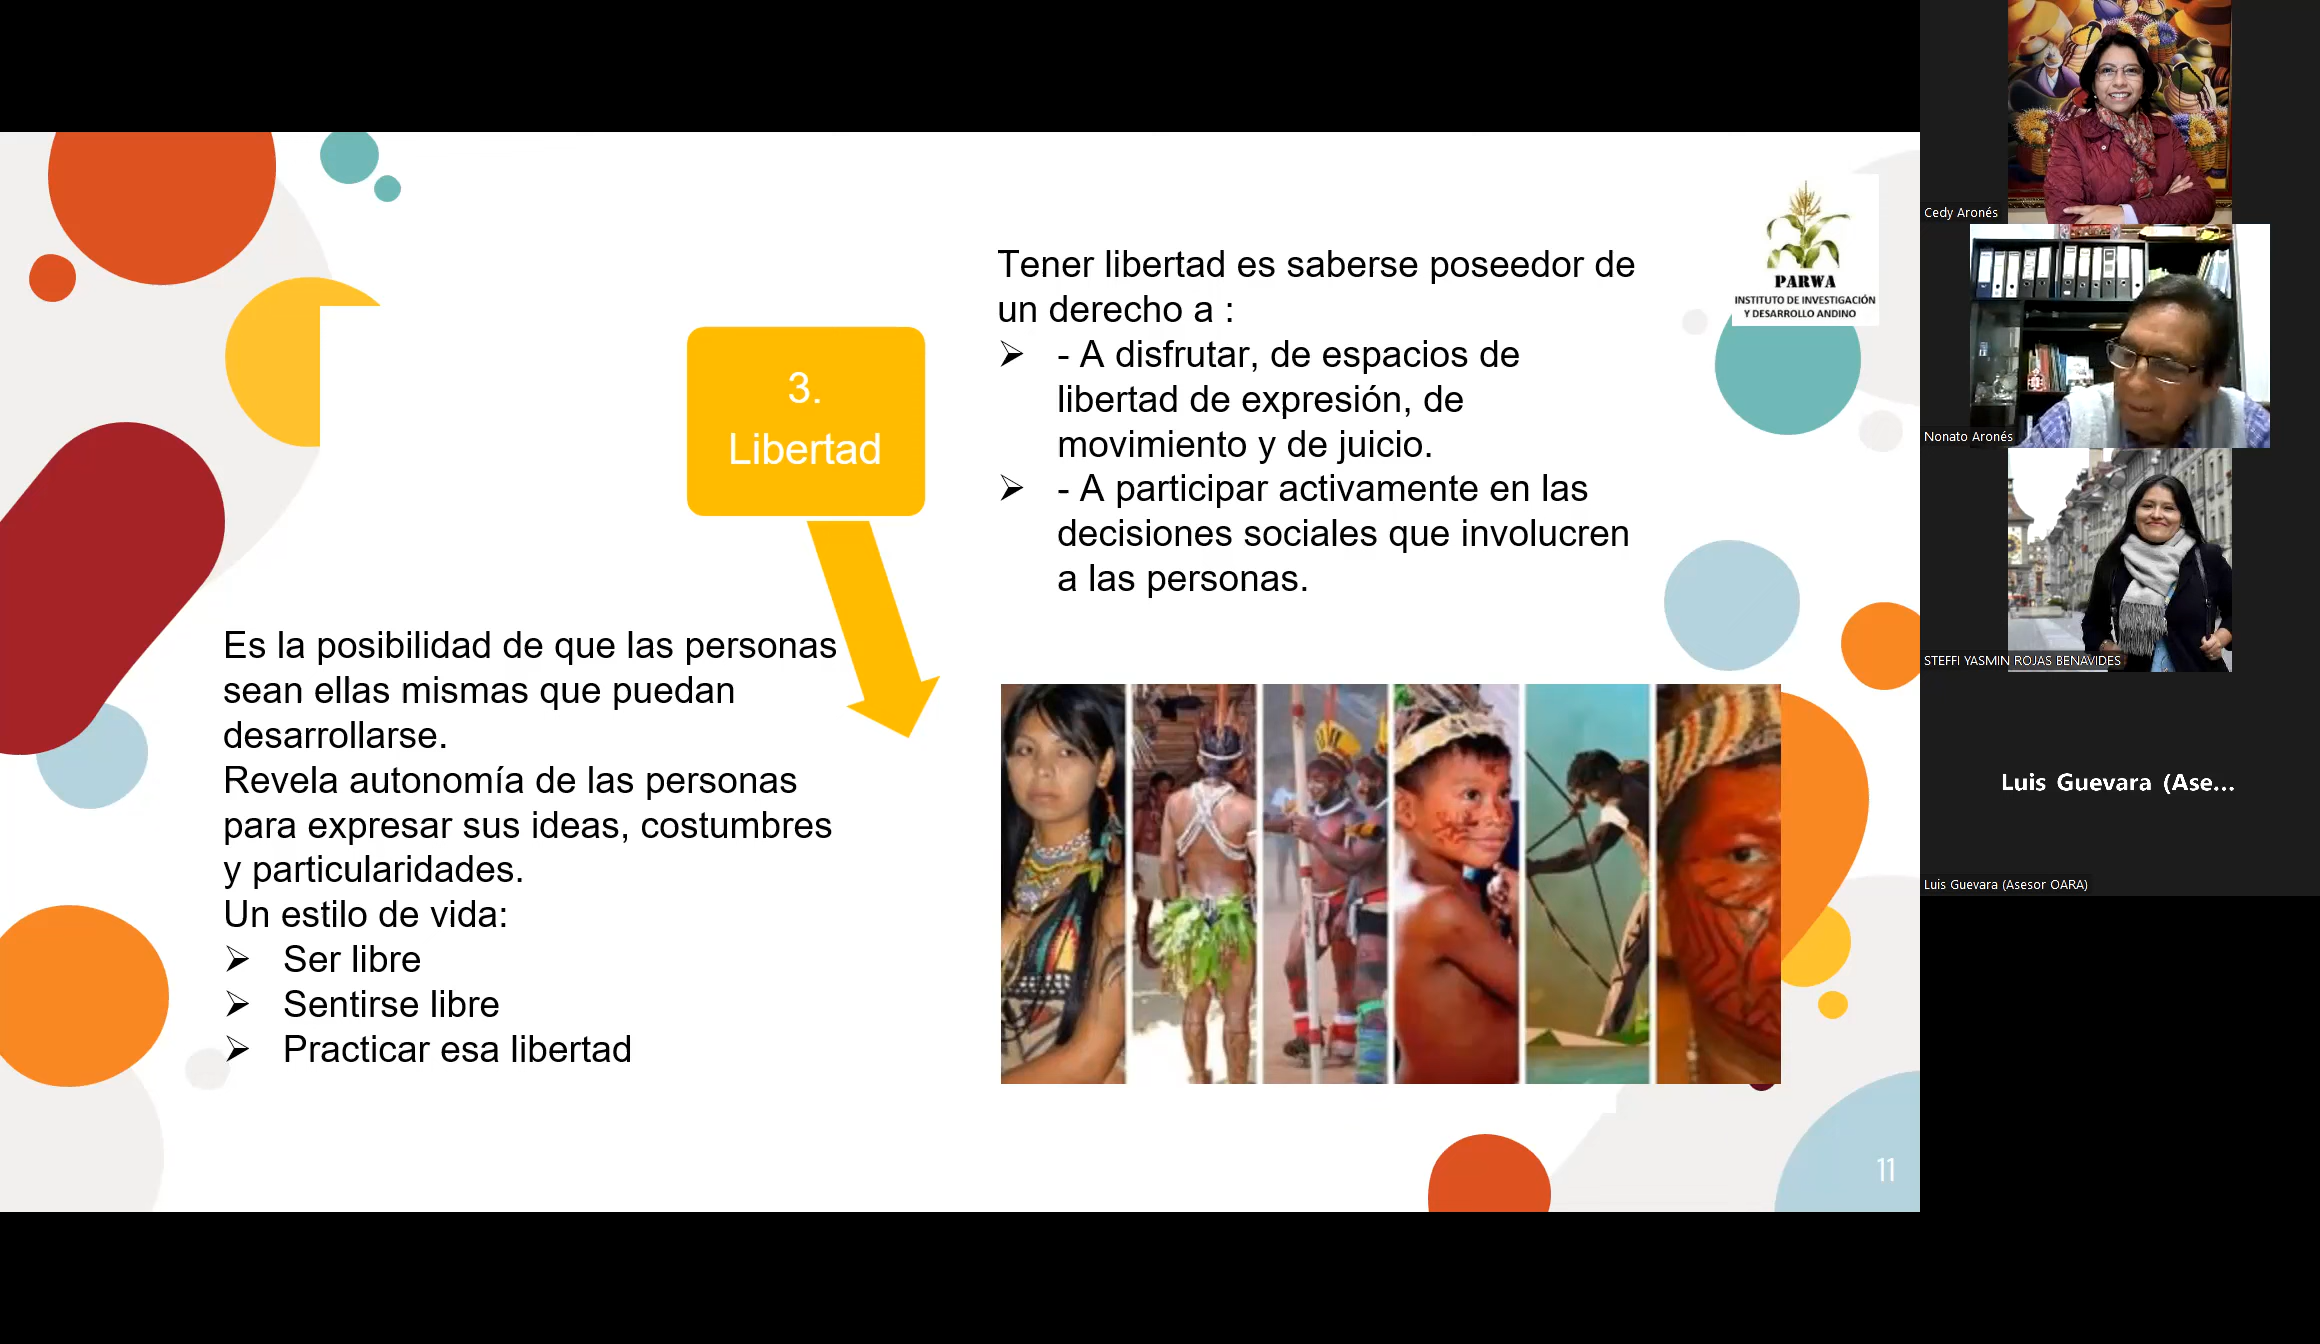 3.
Libertad
Es la posibilidad de que las personas
sean ellas mismas que puedan
desarrollarse.
Revela autonomía de las personas
para expresar sus ideas, costumbres
y particularidades.
Un estilo de vida:
➢ Ser libre
➢ Sentirse libre
➢ Practicar esa libertad
Tener libertad es saberse poseedor de
un derecho a :
➢ - A disfrutar, de espacios de
libertad de expresión, de
movimiento y de juicio.
➢ - A participar activamente en las
decisiones sociales que involucren
a las personas.
PARWA
INSTITUTO DE INVESTIGACIÓN
Y DESARROLLO ANDINO
11
Cedy Aronés
Nonato Aronés
STEFFI YASMIN ROJAS BENAVIDES
Luis Guevara (Ase...
Luis Guevara (Asesor OARA)